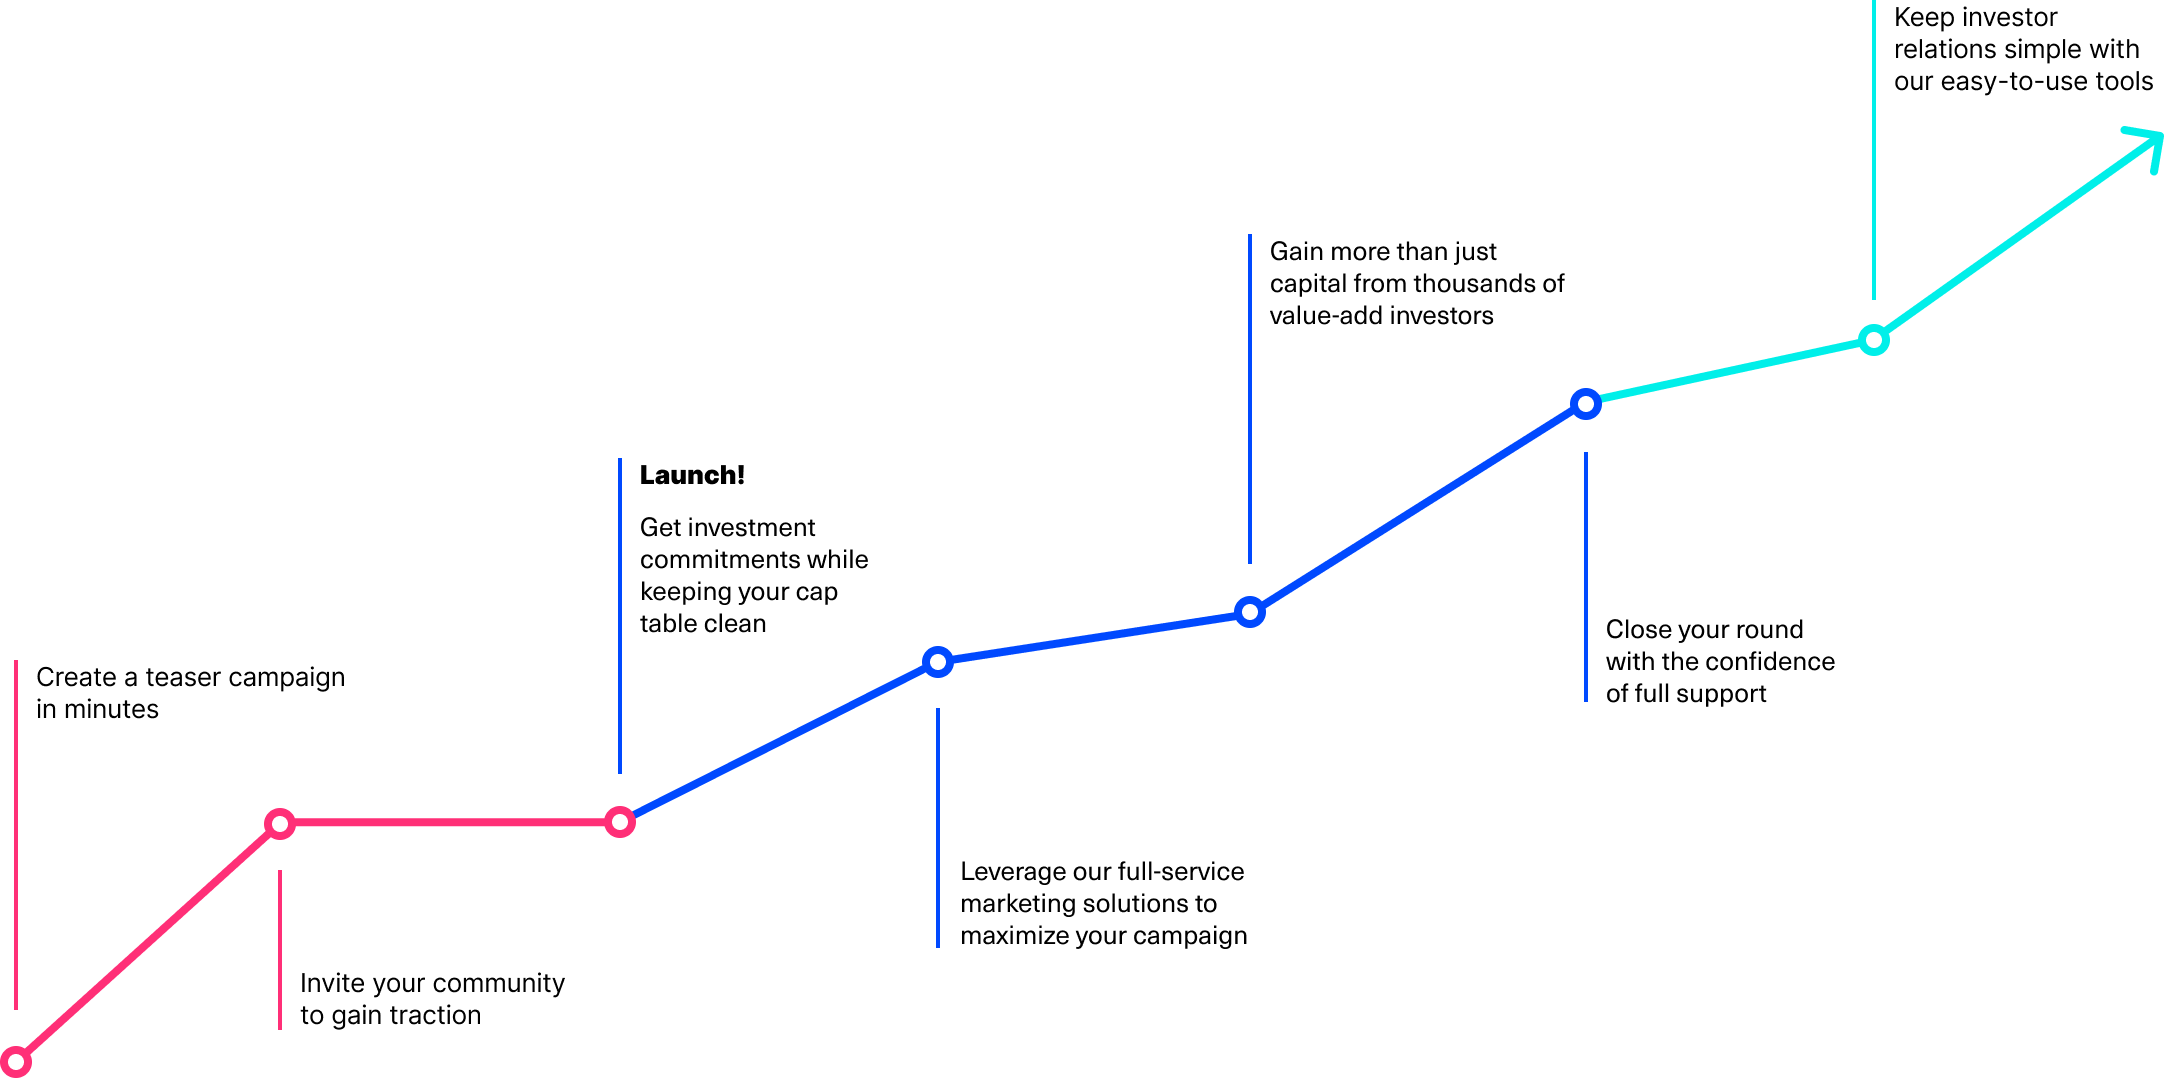 Create a teaser campaign
in minutes
Invite your community
to gain traction
Launch!
Get investment
commitments while
keeping your cap
table clean
Leverage our full-service
marketing solutions to
maximize your campaign
Gain more than just
capital from thousands of
value-add investors
Close your round
with the confidence
of full support
Keep investor
relations simple with
our easy-to-use tools